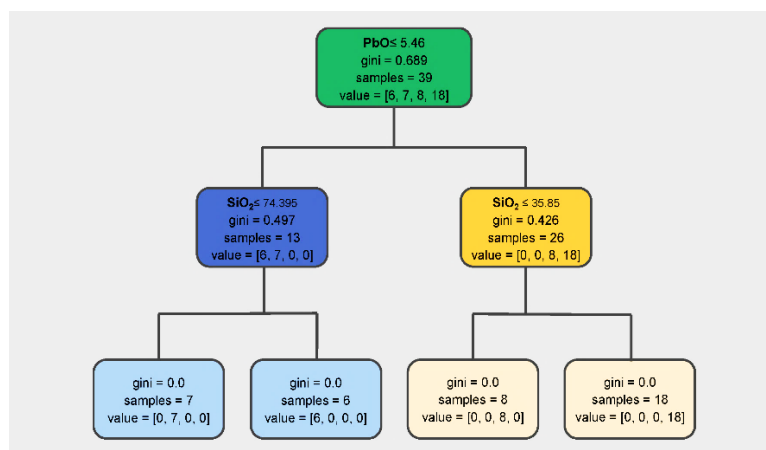 PbO≤ 5.46
gini = 0.689
samples = 39
value = [6, 7, 8, 18]
SiO₂≤ 74.395
gini = 0.497
samples = 13
value = [6, 7, 0, 0]
SiO₂ ≤ 35.85
gini = 0.426
samples = 26
value = [0, 0, 8, 18]
gini = 0.0
samples = 7
value = [0, 7, 0, 0]
gini = 0.0
samples = 6
value = [6, 0, 0, 0]
gini = 0.0
samples = 8
value = [0, 0, 8, 0]
gini = 0.0
samples = 18
value = [0, 0, 0, 18]